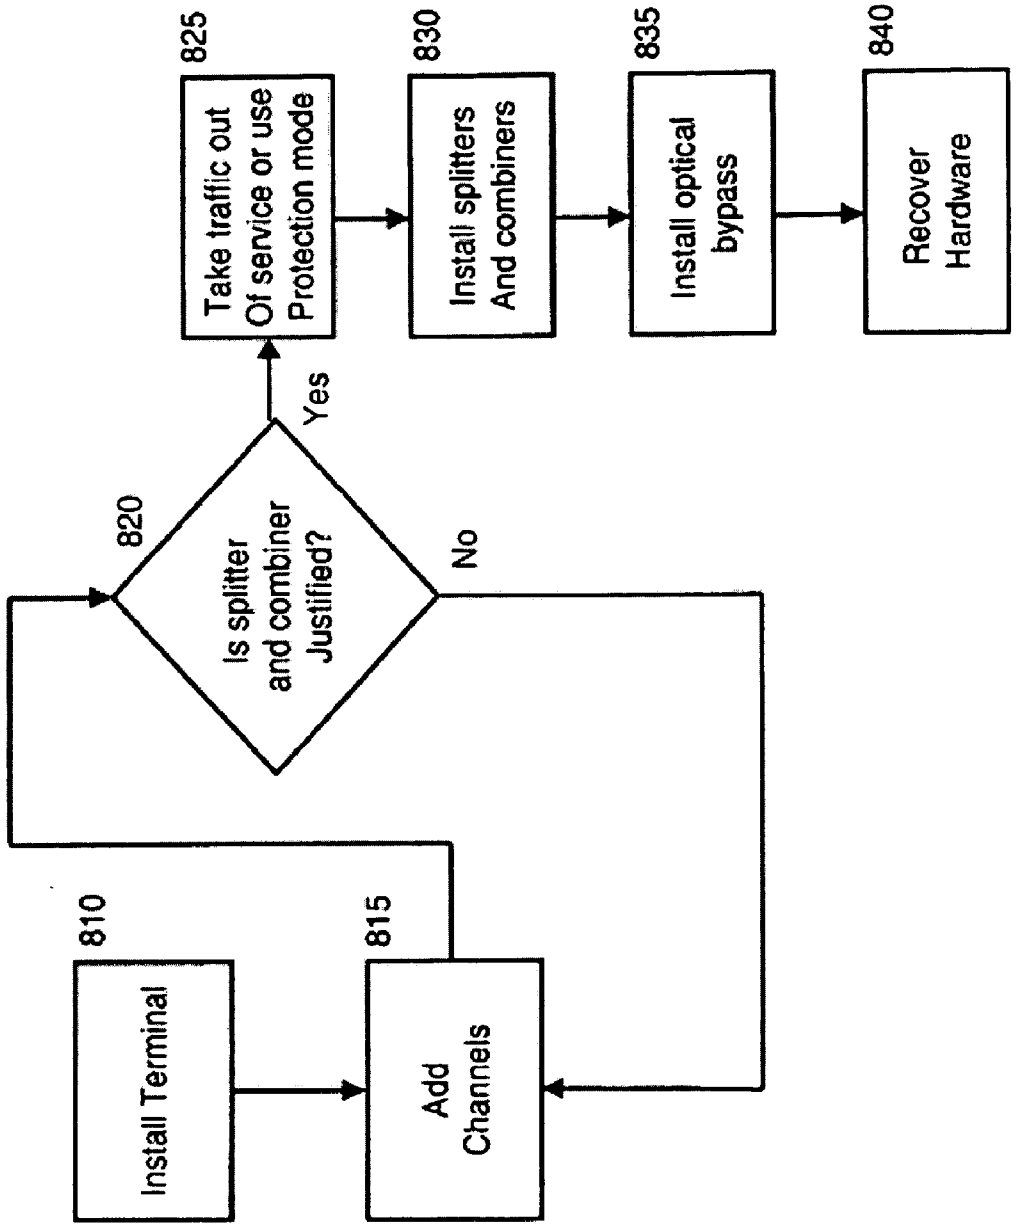 810
Install Terminal
815
Add
Channels
820
Is splitter
and combiner
Justified?
Yes
No
825
Take traffic out
Of service or use
Protection mode
830
Install splitters
And combiners
835
Install optical
bypass
840
Recover
Hardware